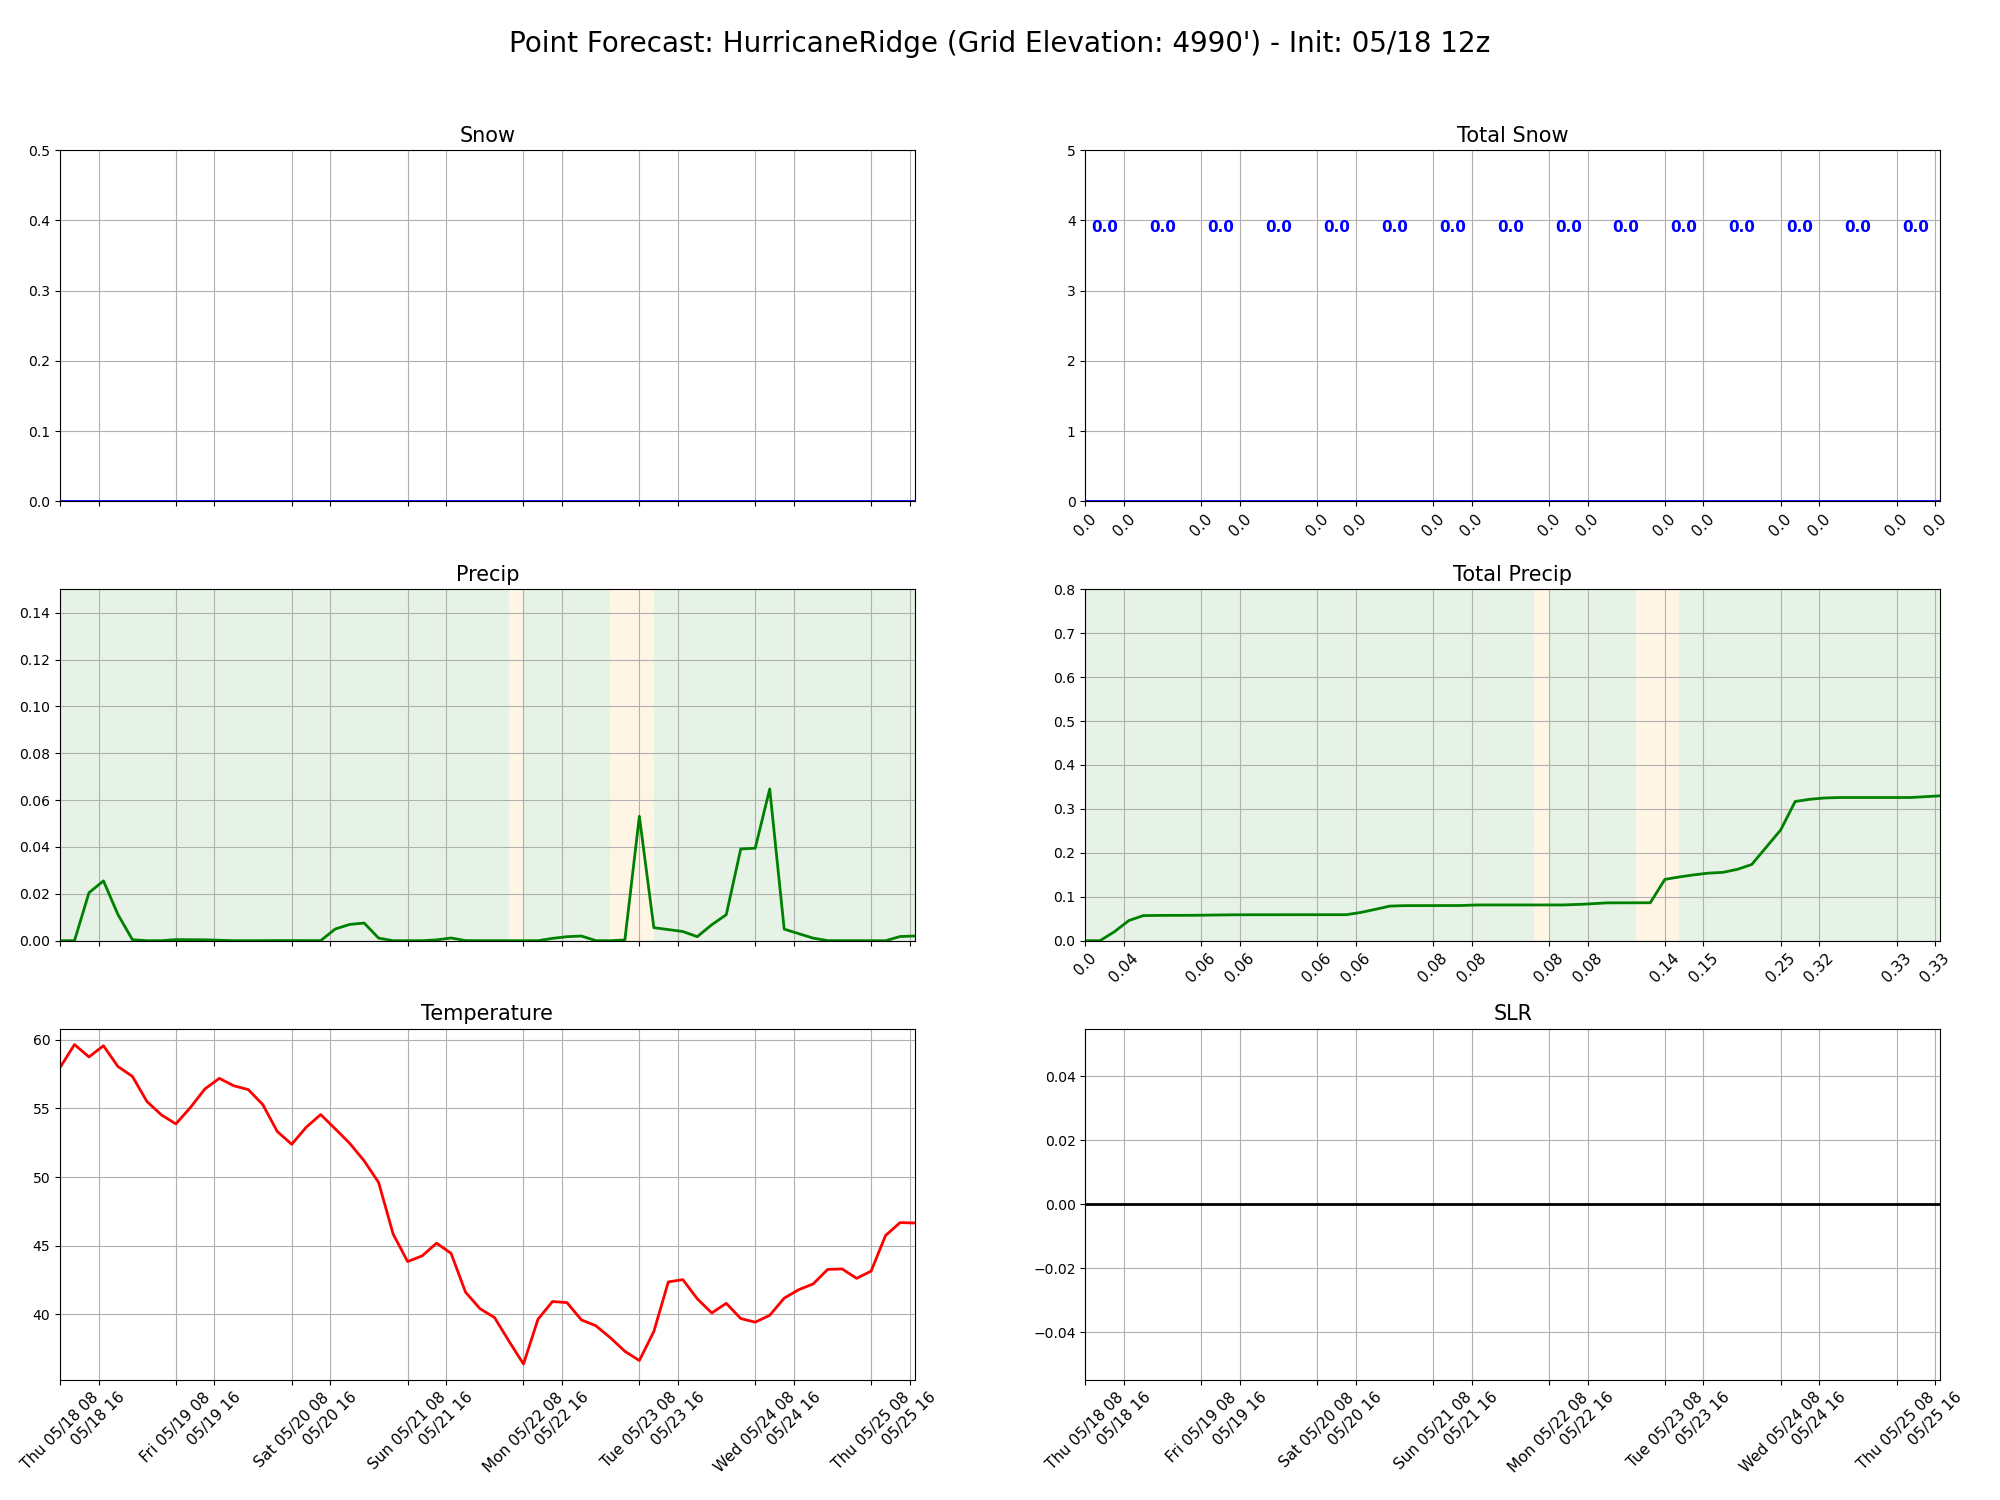 Point Forecast: HurricaneRidge (Grid Elevation: 4990') - Init: 05/18 12z
Snow
0.5
0.4
0.3
0.2
0.1
0.0
Total Snow
5
4
3
2
1
0
0.0 0.0 0.0 0.0 0.0 0.0 0.0 0.0 0.0 0.0 0.0 0.0 0.0 0.0 0.0
0.0 0.0 0.0 0.0 0.0 0.0 0.0 0.0 0.0 0.0 0.0 0.0 0.0 0.0 0.0 0.0
Precip
0.14
0.12
0.10
0.08
0.06
0.04
0.02
0.00
Total Precip
0.8
0.7
0.6
0.5
0.4
0.3
0.2
0.1
0.0
0.0 0.04 0.06 0.06 0.06 0.06 0.08 0.08 0.08 0.08 0.14 0.15 0.25 0.32 0.33 0.33
Temperature
60
55
50
45
40
Thu 05/18 08
05/18 16
Fri 05/19 08
05/19 16
Sat 05/20 08
05/20 16
Sun 05/21 08
05/21 16
Mon 05/22 08
05/22 16
Tue 05/23 08
05/23 16
Wed 05/24 08
05/24 16
Thu 05/25 08
05/25 16
SLR
0.04
0.02
0.00
−0.02
−0.04
Thu 05/18 08
05/18 16
Fri 05/19 08
05/19 16
Sat 05/20 08
05/20 16
Sun 05/21 08
05/21 16
Mon 05/22 08
05/22 16
Tue 05/23 08
05/23 16
Wed 05/24 08
05/24 16
Thu 05/25 08
05/25 16